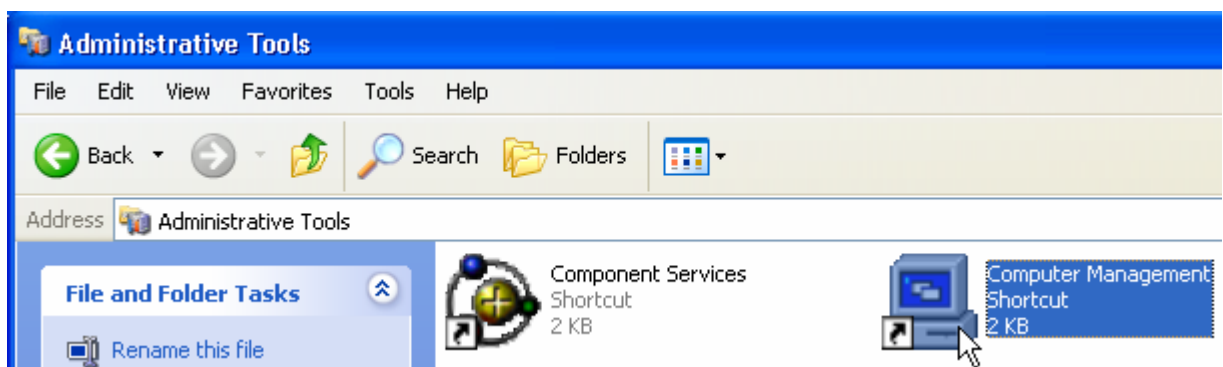 Administrative Tools
File Edit View Favorites Tools Help
Back Search Folders
Address Administrative Tools
File and Folder Tasks
Rename this file
Component Services
Shortcut
2 KB
Computer Management
Shortcut
2 KB